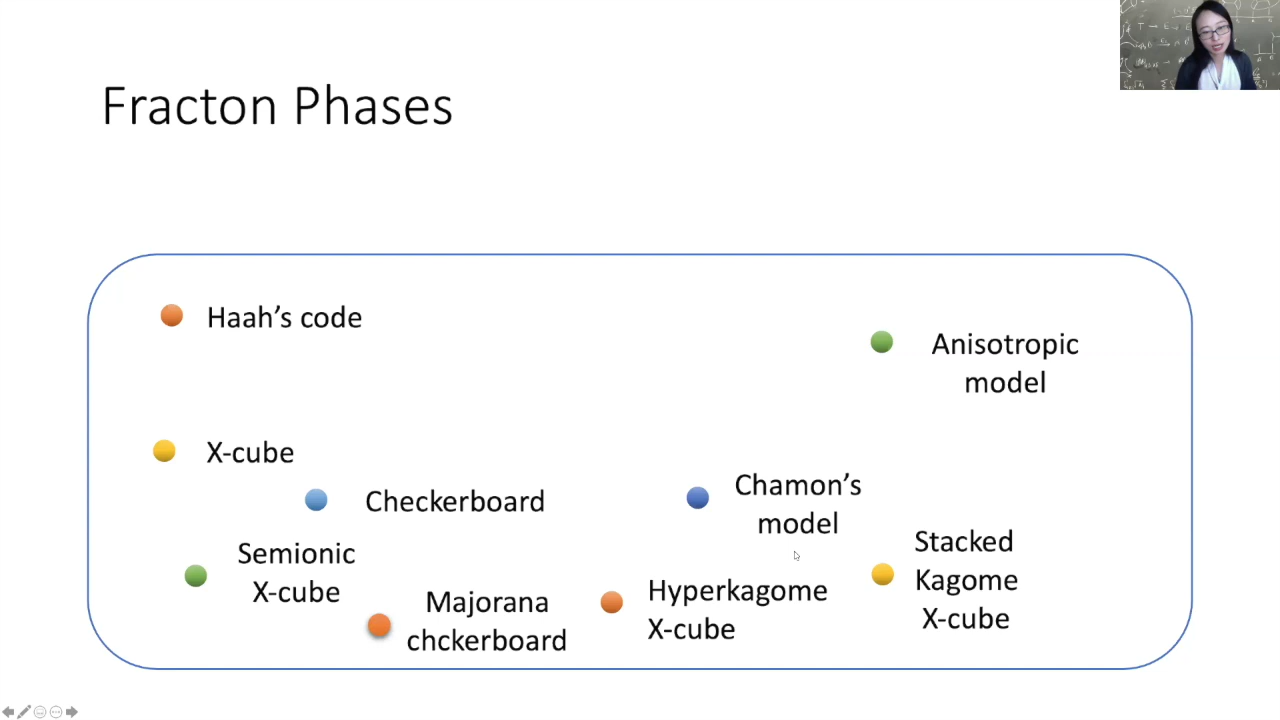 Fracton Phases
Haah’s code
Anisotropic
model
X-cube
Checkerboard
Chamon’s
model
Semionic
X-cube
Majorana
chckerboard
Hyperkagome
X-cube
Stacked
Kagome
X-cube